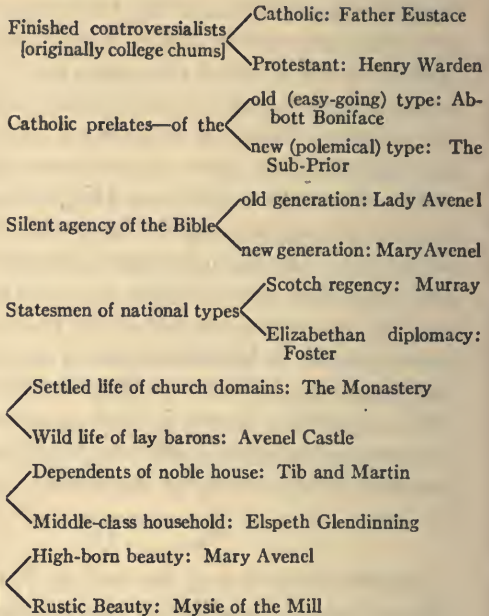 Catholic: Father Eustace
Finished controversialists
[originally college chums]
Protestant: Henry Warden
old (easy-going) type: Ab-
bott Boniface
Catholic prelates—of the
new (polemical) type: The
Sub-Prior
old generation: Lady Avenel
Silent agency of the Bible
new generation: Mary Avenel
Scotch regency: Murray
Statesmen of national types
Elizabethan diplomacy:
Foster
Settled life of church domains: The Monastery
Wild life of lay barons: Avenel Castle
Dependents of noble house: Tib and Martin
Middle-class household: Elspeth Glendinning
High-born beauty: Mary Avenel
Rustic Beauty: Mysie of the Mill